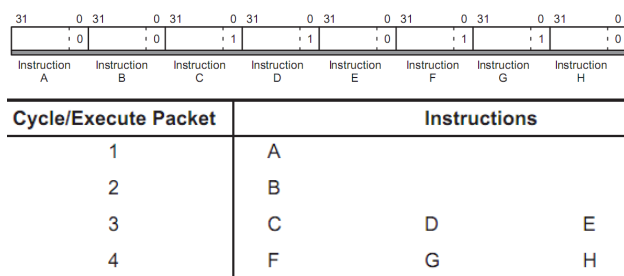 31 0 31 0 31 0 31 0 31 0 31 0 31 0 31 0
0 0 1 1 0 1 1 0
Instruction Instruction Instruction Instruction Instruction Instruction Instruction Instruction
A B C D E F G H
Cycle/Execute Packet Instructions
1 A
2 B
3 C D E
4 F G H